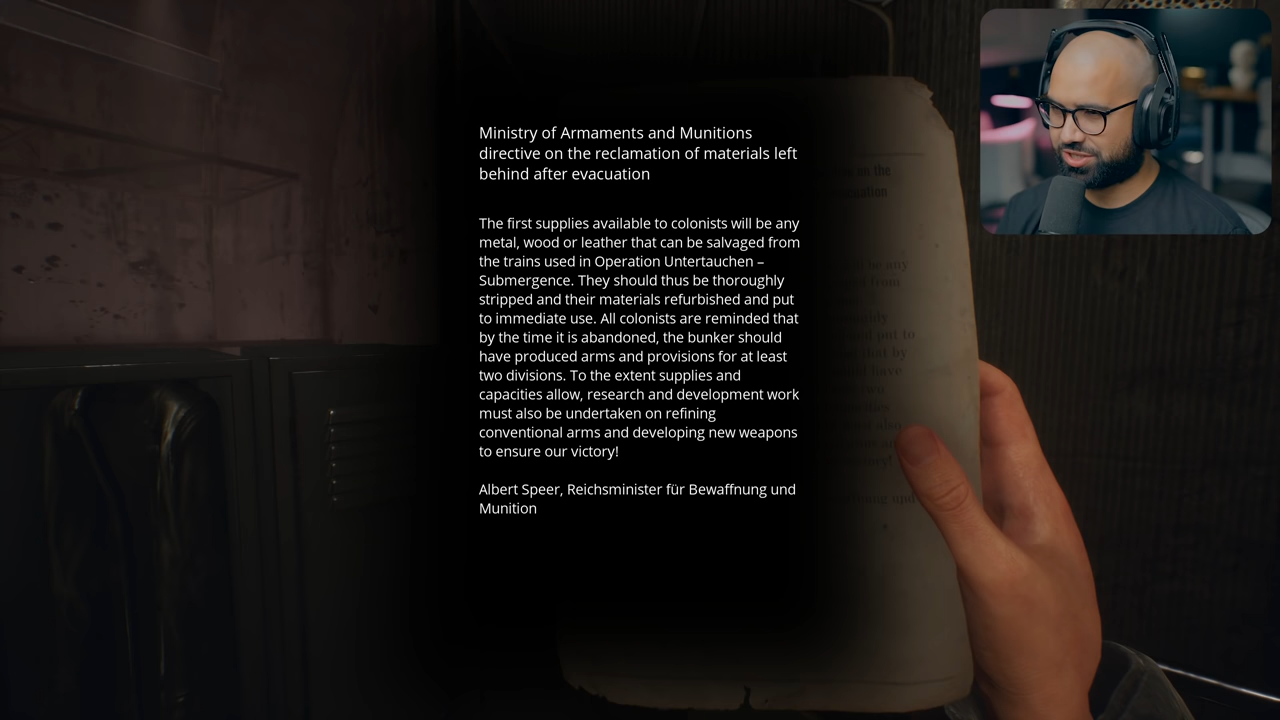 Ministry of Armaments and Munitions
directive on the reclamation of materials left
behind after evacuation
The first supplies available to colonists will be any
metal, wood or leather that can be salvaged from
the trains used in Operation Untertauchen –
Submergence. They should thus be thoroughly
stripped and their materials refurbished and put
to immediate use. All colonists are reminded that
by the time it is abandoned, the bunker should
have produced arms and provisions for at least
two divisions. To the extent supplies and
capacities allow, research and development work
must also be undertaken on refining
conventional arms and developing new weapons
to ensure our victory!
Albert Speer, Reichsminister für Bewaffnung und
Munition